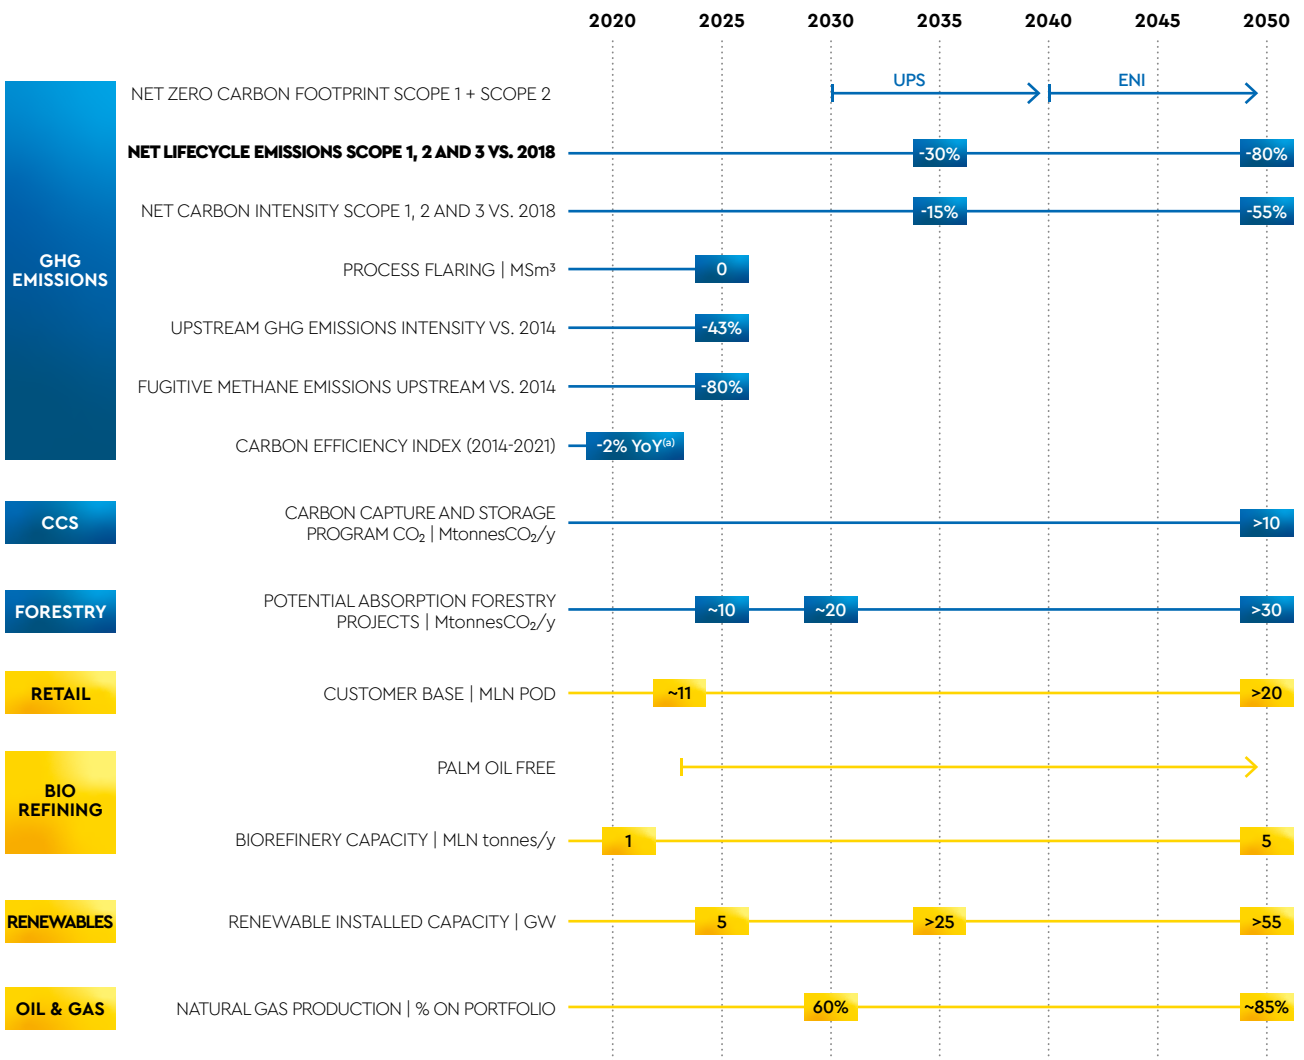 2020 2025 2030 2035 2040 2045 2050
GHG
EMISSIONS
NET ZERO CARBON FOOTPRINT SCOPE 1 + SCOPE 2
UPS ENI
NET LIFECYCLE EMISSIONS SCOPE 1, 2 AND 3 VS. 2018 -30% -80%
NET CARBON INTENSITY SCOPE 1, 2 AND 3 VS. 2018 -15% -55%
PROCESS FLARING | MSm³ 0
UPSTREAM GHG EMISSIONS INTENSITY VS. 2014 -43%
FUGITIVE METHANE EMISSIONS UPSTREAM VS. 2014 -80%
CARBON EFFICIENCY INDEX (2014-2021) -2% YoY(a)
CCS
CARBON CAPTURE AND STORAGE
PROGRAM CO₂ | MtonnesCO₂/y
>10
FORESTRY
POTENTIAL ABSORPTION FORESTRY
PROJECTS | MtonnesCO₂/y
~10 ~20 >30
RETAIL CUSTOMER BASE | MLN POD ~11 >20
BIO
REFINING
PALM OIL FREE
BIOREFINERY CAPACITY | MLN tonnes/y 1 5
RENEWABLES RENEWABLE INSTALLED CAPACITY | GW 5 >25 >55
OIL & GAS NATURAL GAS PRODUCTION | % ON PORTFOLIO 60% ~85%